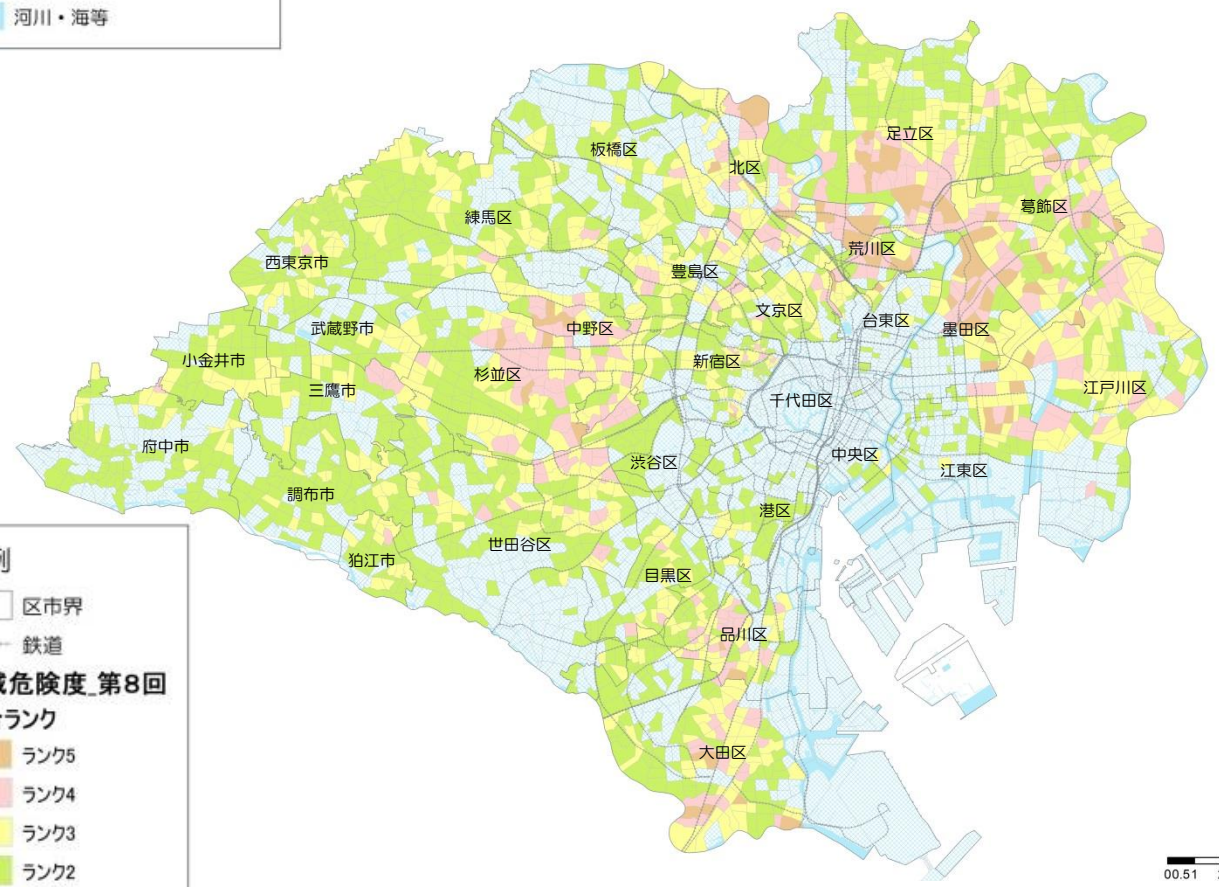 河川・海等
足立区
板橋区
北区
葛飾区
練馬区
荒川区
西東京市
豊島区
文京区
台東区
武蔵野市
中野区
墨田区
小金井市
新宿区
杉並区
三鷹市
江戸川区
千代田区
府中市
中央区
渋谷区
江東区
調布市
港区
世田谷区
狛江市
目黒区
品川区
大田区
例
区市界
鉄道
危険度_第8回
ランク
ランク5
ランク4
ランク3
ランク2
00.51